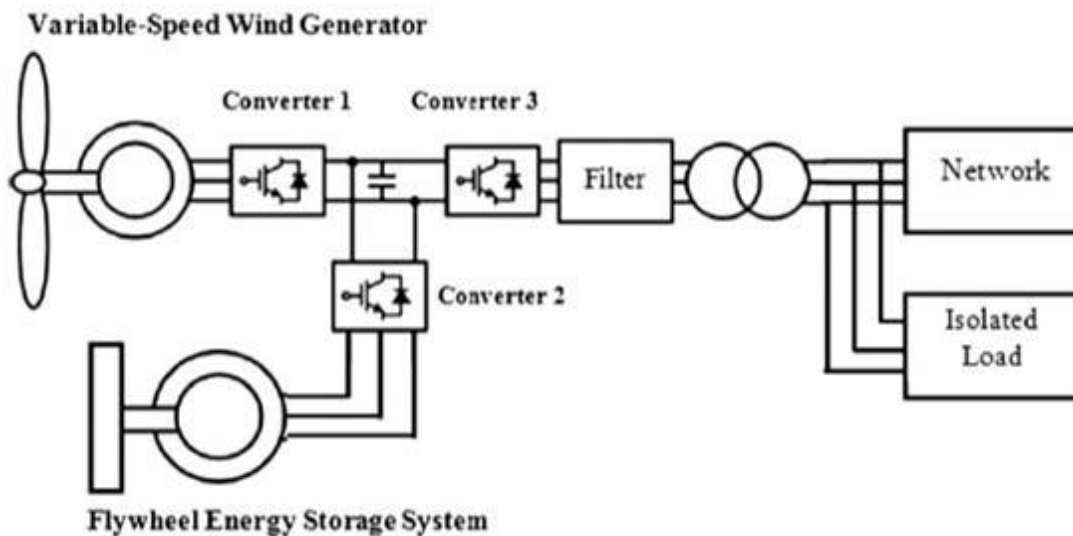 Variable-Speed Wind Generator
Converter 1
Converter 3
Filter
Network
Converter 2
Isolated
Load
Flywheel Energy Storage System